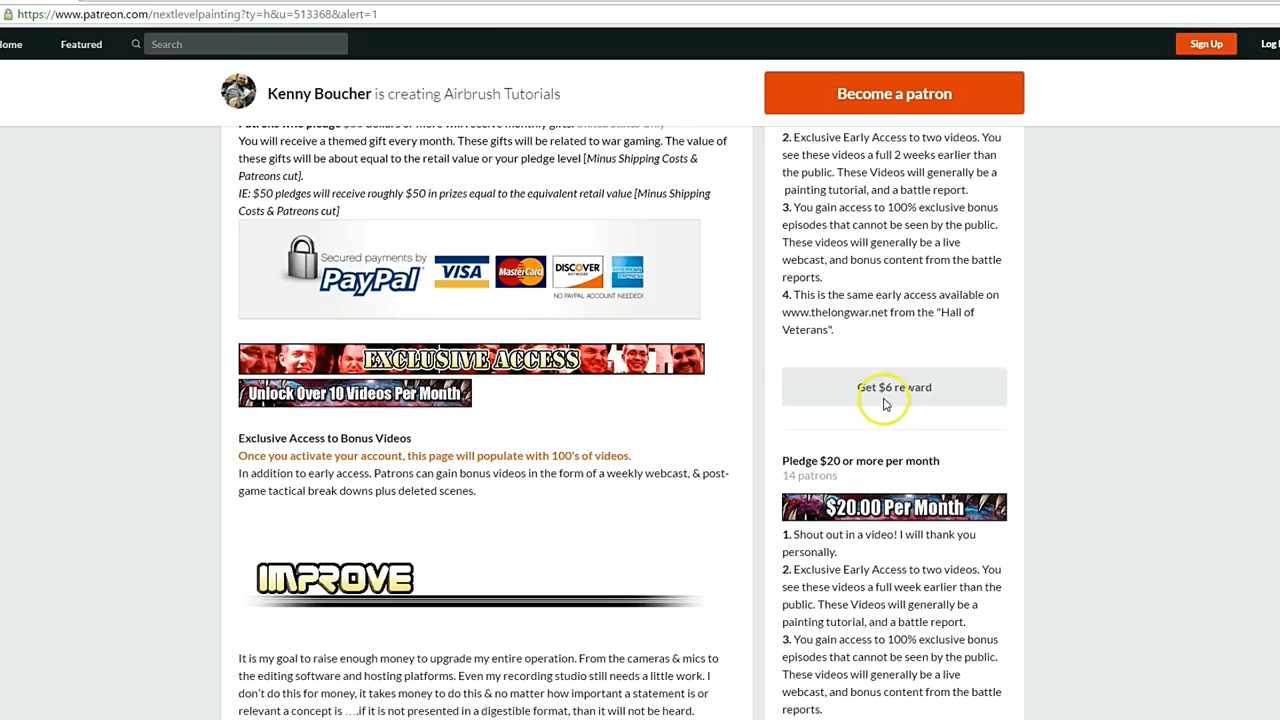 https://www.patreon.com/nextlevelpainting?ty=h&u=513368&alert=1
Home
Featured
Search
Sign Up
Log
Kenny Boucher is creating Airbrush Tutorials
Become a patron
Patrons who pledge $50 dollars or more will receive monthly gifts. United States Only
You will receive a themed gift every month. These gifts will be related to war gaming. The value of
these gifts will be about equal to the retail value or your pledge level [Minus Shipping Costs &
Patreons cut].
IE: $50 pledges will receive roughly $50 in prizes equal to the equivalent retail value [Minus Shipping
Costs & Patreons cut]
Secured payments by
PayPal
VISA
MasterCard
DISCOVER
NETWORK
AMERICAN
EXPRESS
NO PAYPAL ACCOUNT NEEDED!
EXCLUSIVE ACCESS
Unlock Over 10 Videos Per Month
Exclusive Access to Bonus Videos
Once you activate your account, this page will populate with 100's of videos.
In addition to early access. Patrons can gain bonus videos in the form of a weekly webcast, & post-
game tactical break downs plus deleted scenes.
IMPROVE
It is my goal to raise enough money to upgrade my entire operation. From the cameras & mics to
the editing software and hosting platforms. Even my recording studio still needs a little work. I
don't do this for money, it takes money to do this & no matter how important a statement is or
relevant a concept is ....if it is not presented in a digestible format, than it will not be heard.
2. Exclusive Early Access to two videos. You
see these videos a full 2 weeks earlier than
the public. These Videos will generally be a
painting tutorial, and a battle report.
3. You gain access to 100% exclusive bonus
episodes that cannot be seen by the public.
These videos will generally be a live
webcast, and bonus content from the battle
reports.
4. This is the same early access available on
www.thelongwar.net from the "Hall of
Veterans".
Get $6 reward
Pledge $20 or more per month
14 patrons
$20.00 Per Month
1. Shout out in a video! I will thank you
personally.
2. Exclusive Early Access to two videos. You
see these videos a full week earlier than the
public. These Videos will generally be a
painting tutorial, and a battle report.
3. You gain access to 100% exclusive bonus
episodes that cannot be seen by the public.
These videos will generally be a live
webcast, and bonus content from the battle
reports.